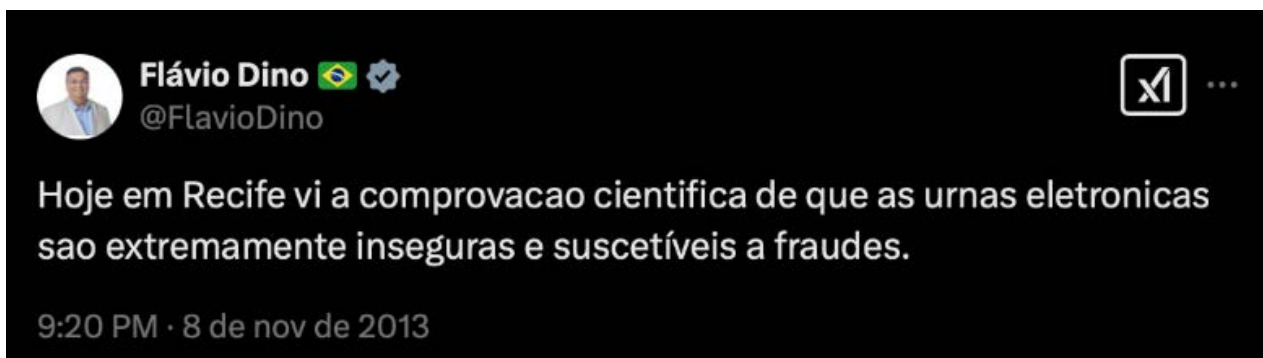 Flávio Dino
@FlavioDino
Hoje em Recife vi a comprovacao cientifica de que as urnas eletronicas
sao extremamente inseguras e suscetíveis a fraudes.
9:20 PM · 8 de nov de 2013